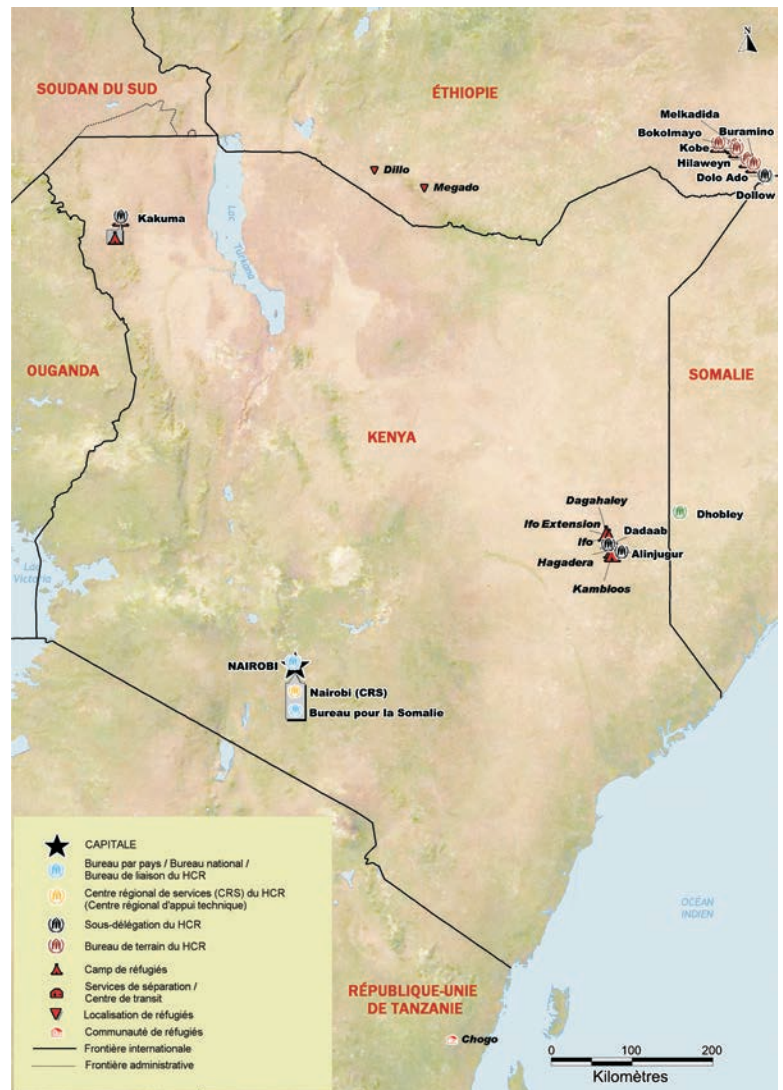 N
SOUDAN DU SUD
ÉTHIOPIE
Melkadida
Bokolmayo
Buramino
Kobe
Hilaweyn
Dolo Ado
Dollow
Dillo
Megado
Kakuma
Lac
Turkana
OUGANDA
SOMALIE
KENYA
Dhobley
Dagahaley
Ifo Extension
Dadaab
Ifo
Alinjugur
Hagadera
Kambioos
Lac
Victoria
NAIROBI
Nairobi (CRS)
Bureau pour la Somalie
CAPITALE
Bureau par pays / Bureau national /
Bureau de liaison du HCR
Centre régional de services (CRS) du HCR
(Centre régional d'appui technique)
Sous-délégation du HCR
Bureau de terrain du HCR
Camp de réfugiés
Services de séparation /
Centre de transit
Localisation de réfugiés
Communauté de réfugiés
Frontière internationale
Frontière administrative
OCÉAN
INDIEN
RÉPUBLIQUE-UNIE
DE TANZANIE
Chogo
0 100 200
Kilomètres